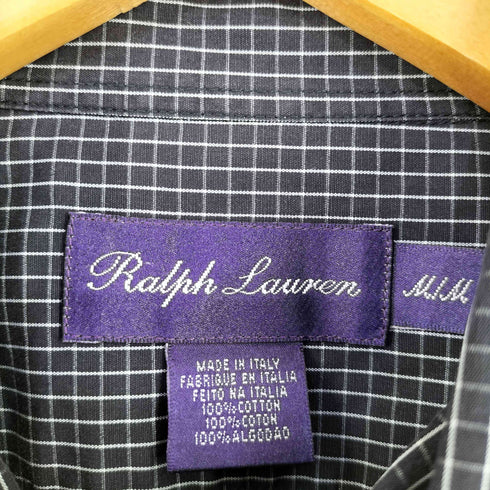 Ralph Lauren
M/M
MADE IN ITALY
FABRIQUE EN ITALIA
FEITO NA ITALIA
100% COTTON
100% COTON
100% ALGODAO